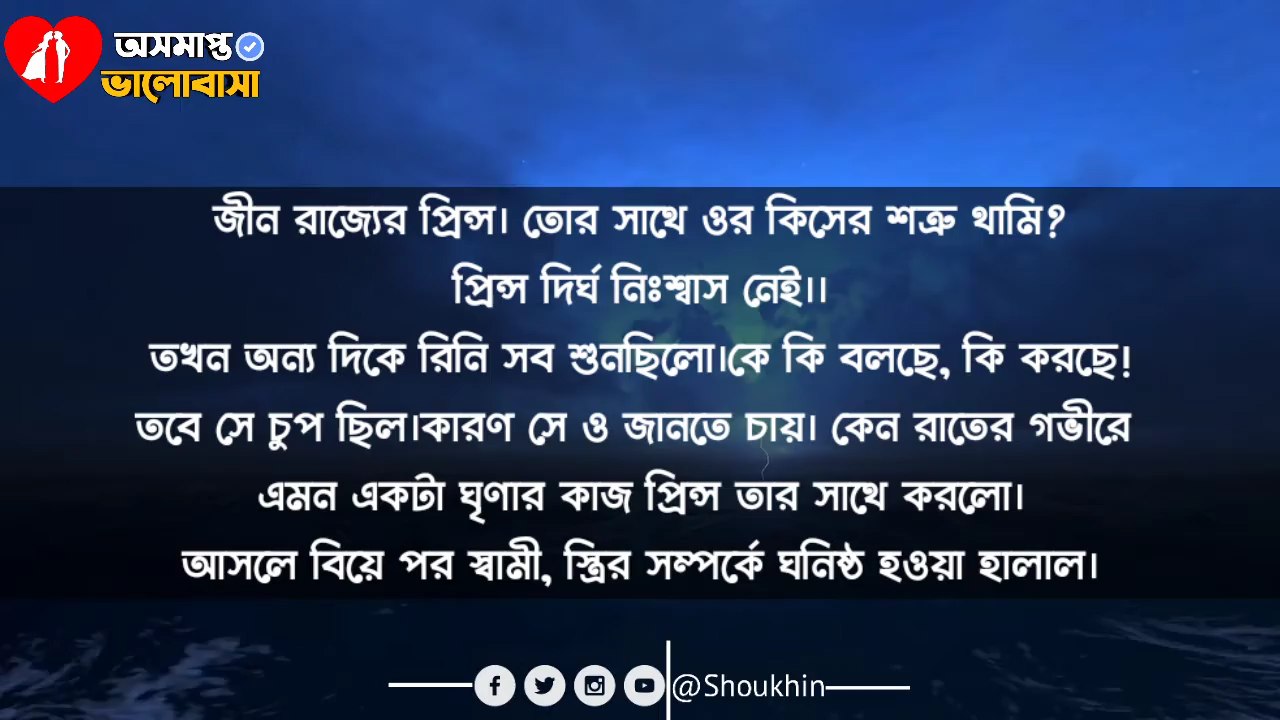 অসমাপ্ত
ভালোবাসা
জীন রাজ্যের প্রিন্স। তোর সাথে ওর কিসের শত্রু থামি?
প্রিন্স দির্ঘ নিঃশ্বাস নেই।।
তখন অন্য দিকে রিনি সব শুনছিলো।কে কি বলছে, কি করছে!
তবে সে চুপ ছিল।কারণ সে ও জানতে চায়। কেন রাতের গভীরে
এমন একটা ঘৃণার কাজ প্রিন্স তার সাথে করলো।
আসলে বিয়ে পর স্বামী, স্ত্রির সম্পর্কে ঘনিষ্ঠ হওয়া হালাল।
@Shoukhin